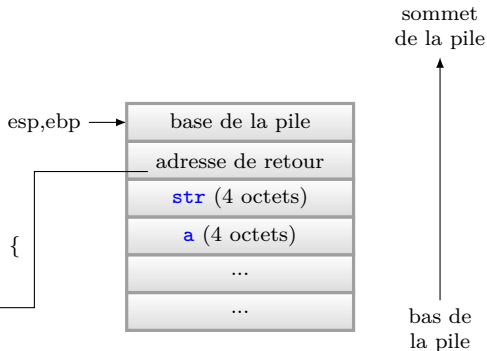 sommet
de la pile
esp,ebp
base de la pile
adresse de retour
str (4 octets)
{
a (4 octets)
...
...
bas de
la pile